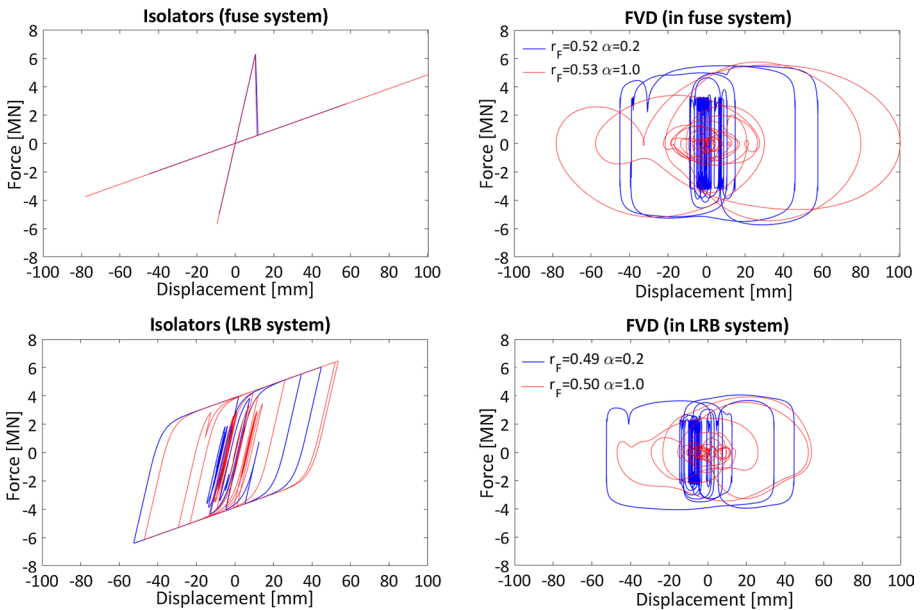 Isolators (fuse system)
8
6
4
2
0
-2
-4
-6
-8
Force [MN]
-100 -80 -60 -40 -20 0 20 40 60 80 100
Displacement [mm]
FVD (in fuse system)
r_F=0.52 α=0.2
r_F=0.53 α=1.0
8
6
4
2
0
-2
-4
-6
-8
Force [MN]
-100 -80 -60 -40 -20 0 20 40 60 80 100
Displacement [mm]
Isolators (LRB system)
8
6
4
2
0
-2
-4
-6
-8
Force [MN]
-100 -80 -60 -40 -20 0 20 40 60 80 100
Displacement [mm]
FVD (in LRB system)
r_F=0.49 α=0.2
r_F=0.50 α=1.0
8
6
4
2
0
-2
-4
-6
-8
Force [MN]
-100 -80 -60 -40 -20 0 20 40 60 80 100
Displacement [mm]